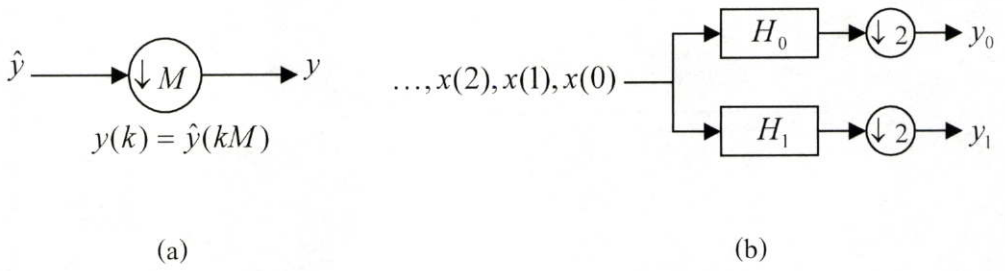 ŷ ↓ M y
y(k) = ŷ(kM)
(a)
H₀ ↓ 2 y₀
…, x(2), x(1), x(0)
H₁ ↓ 2 y₁
(b)